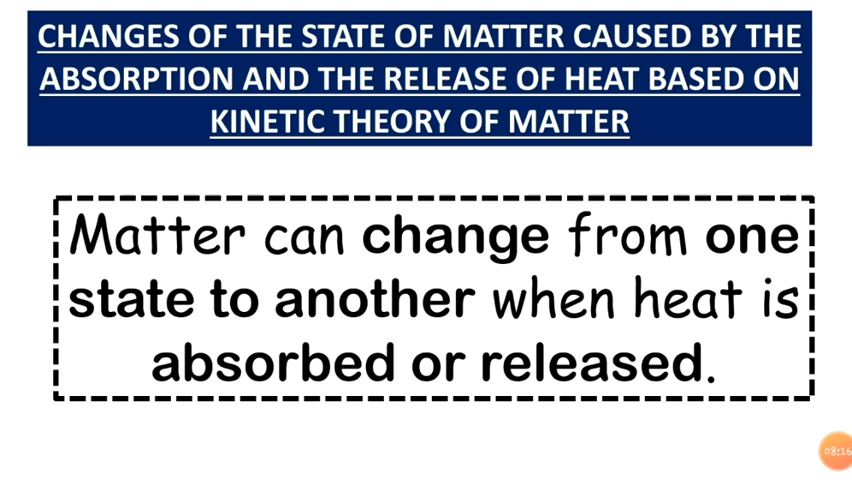 CHANGES OF THE STATE OF MATTER CAUSED BY THE
ABSORPTION AND THE RELEASE OF HEAT BASED ON
KINETIC THEORY OF MATTER
Matter can change from one
state to another when heat is
absorbed or released.
08:16